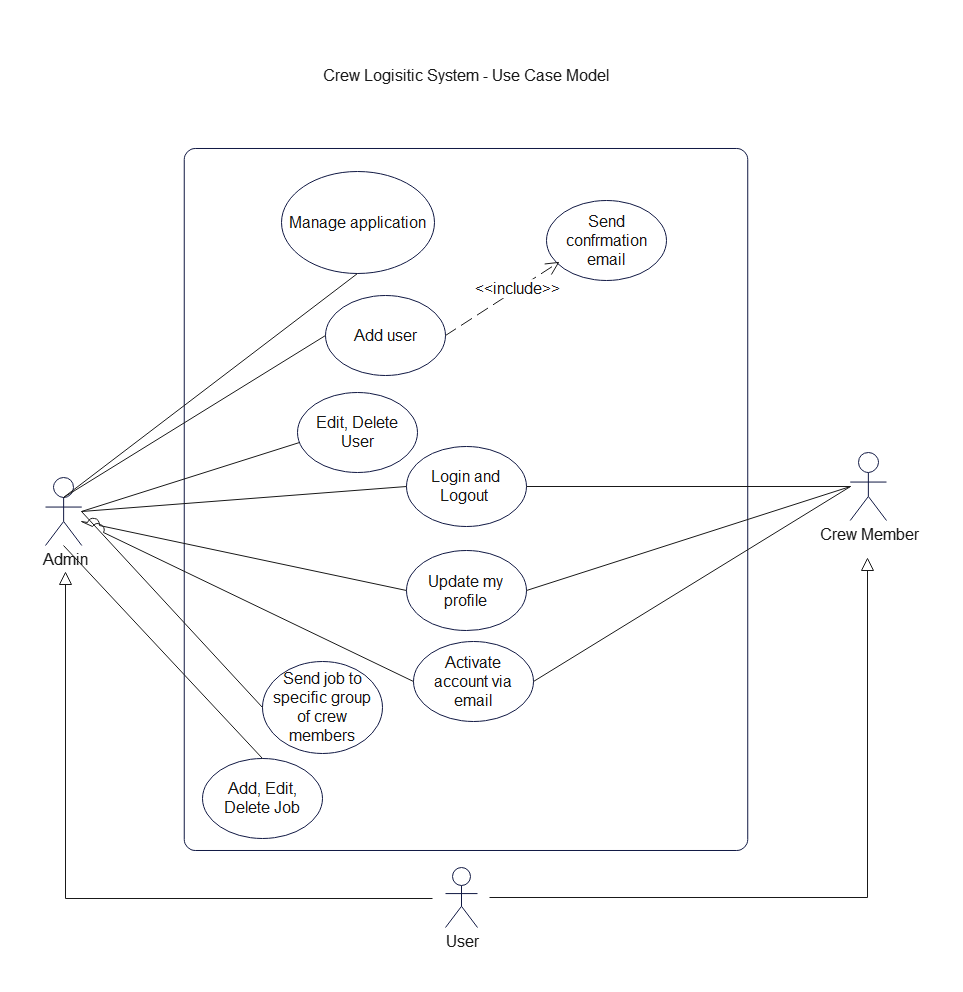 Crew Logisitic System - Use Case Model
Manage application
Send
confrmation
email
<<include>>
Add user
Edit, Delete
User
Login and
Logout
Admin
Crew Member
Update my
profile
Activate
account via
email
Send job to
specific group
of crew
members
Add, Edit,
Delete Job
User